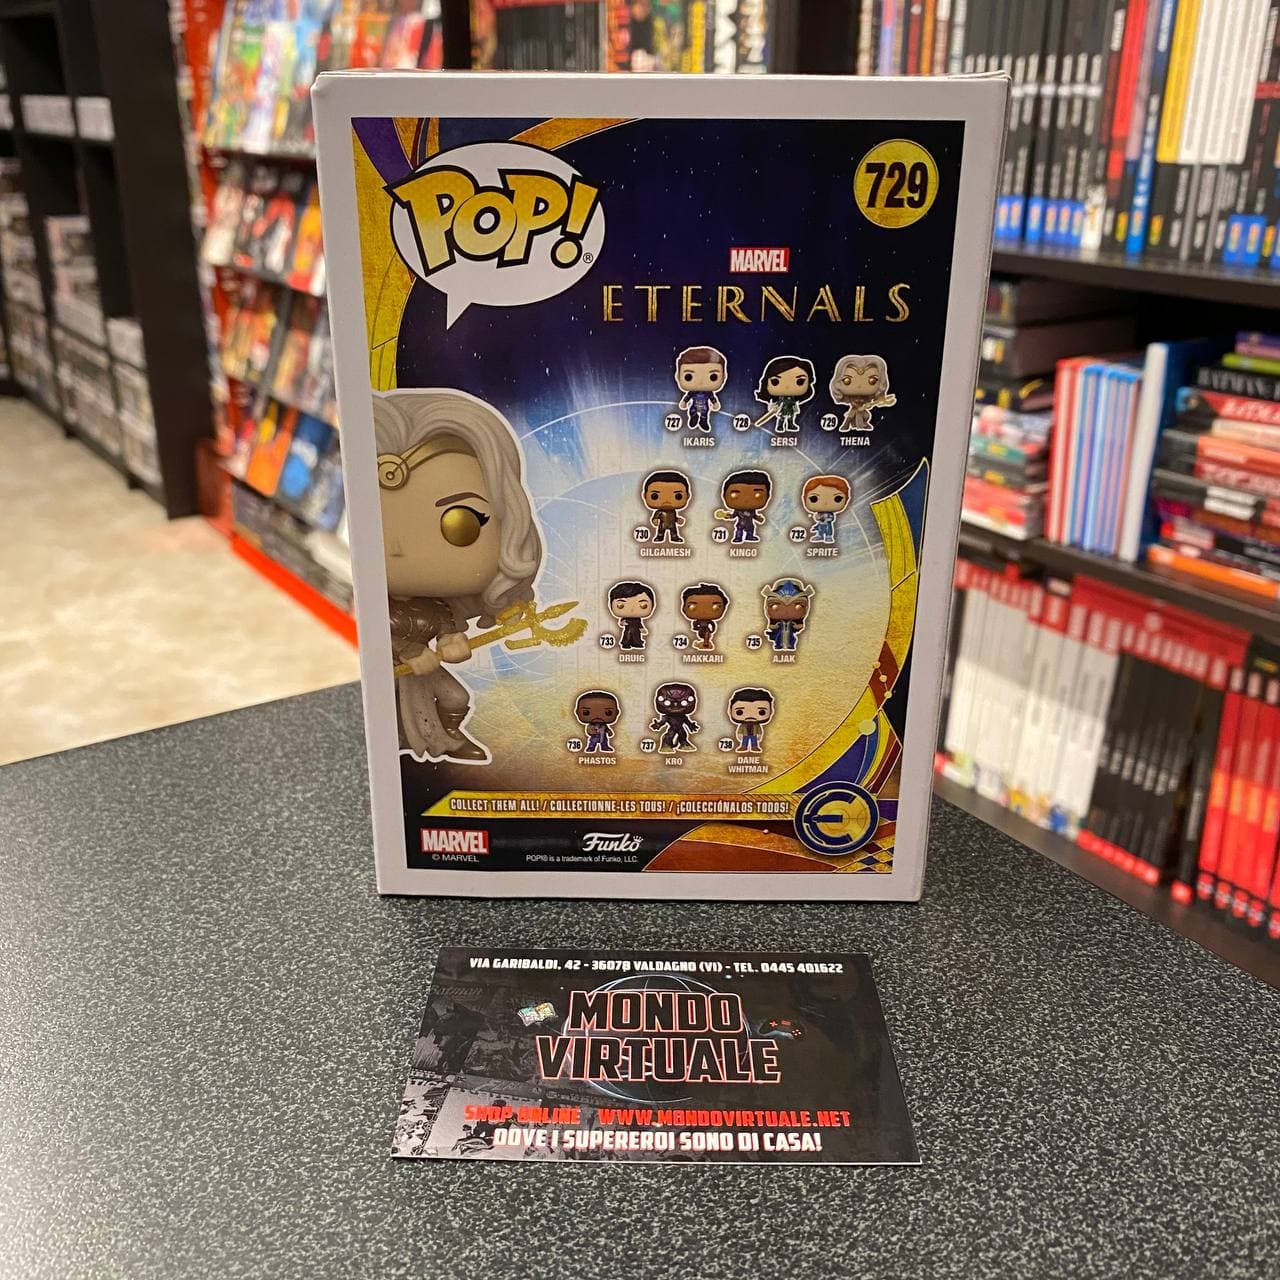 POP!®
729
MARVEL
ETERNALS
727
IKARIS
728
SERSI
729
THENA
730
GILGAMESH
731
KINGO
732
SPRITE
733
DRUIG
734
MAKKARI
735
AJAK
736
PHASTOS
737
KRO
738
DANE
WHITMAN
COLLECT THEM ALL! / COLLECTIONNE-LES TOUS! / ¡COLECCIÓNALOS TODOS!
MARVEL
© MARVEL
Funko
POP!® is a trademark of Funko, LLC.
VIA GARIBALDI, 42 - 36078 VALDAGNO (VI) - TEL. 0445 401622
MONDO
VIRTUALE
SHOP ONLINE WWW.MONDOVIRTUALE.NET
DOVE I SUPEREROI SONO DI CASA!